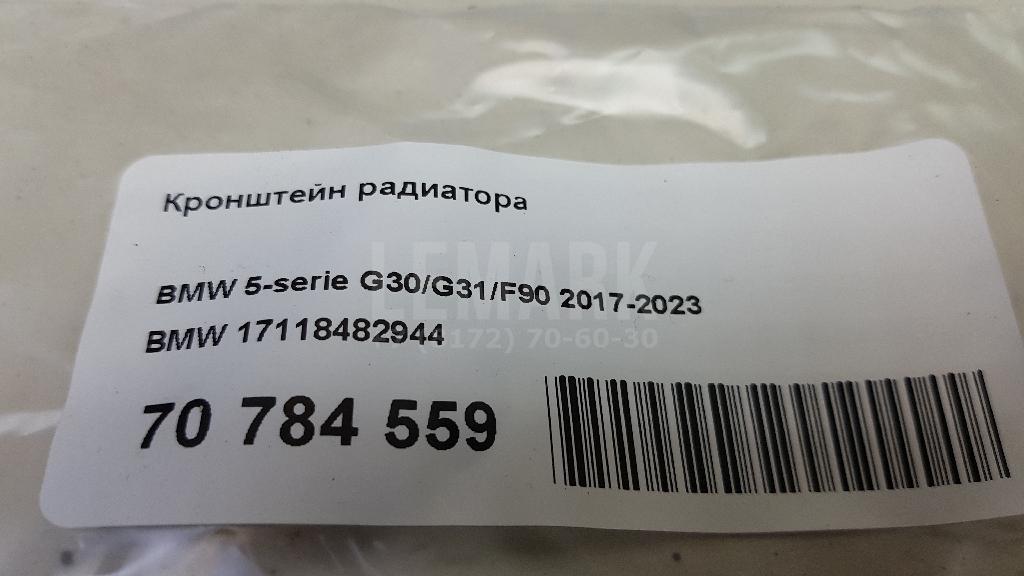 Кронштейн радиатора
LEMARK
BMW 5-serie G30/G31/F90 2017-2023
BMW 17118482944
172) 70-60-30
70 784 559